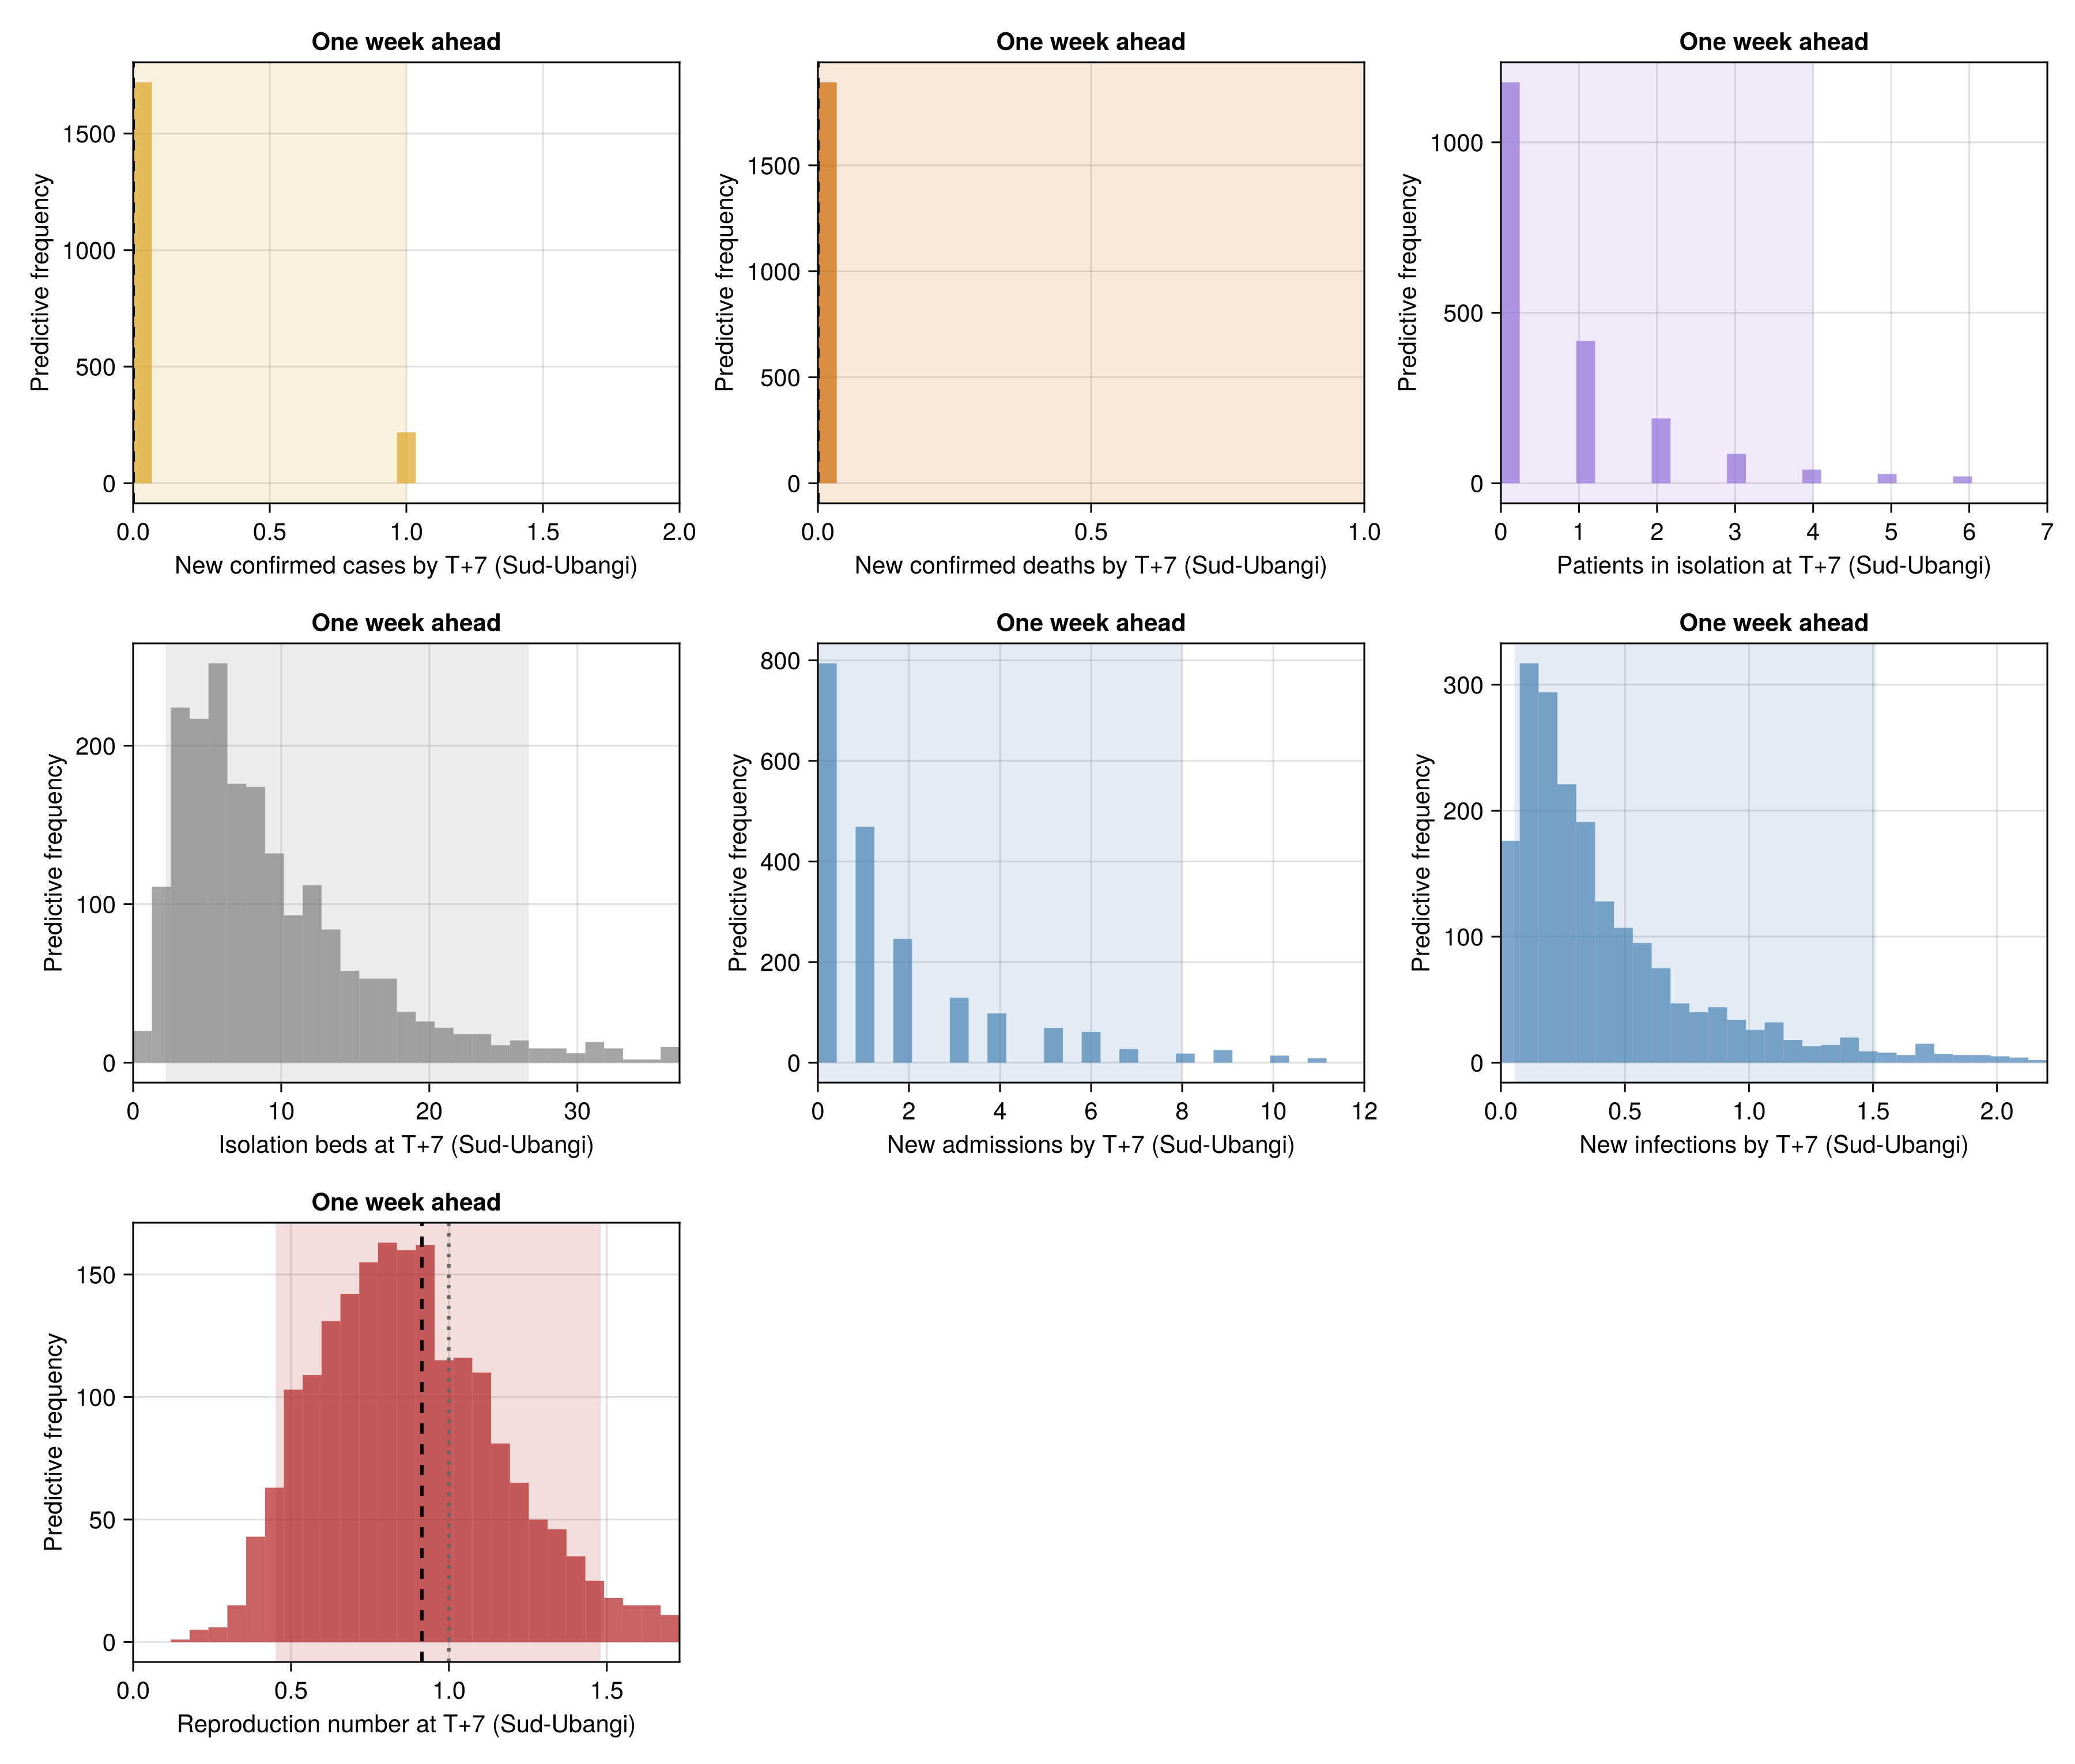 One week ahead
Predictive frequency
1500
1000
500
0
0.0 0.5 1.0 1.5 2.0
New confirmed cases by T+7 (Sud-Ubangi)
One week ahead
Predictive frequency
1500
1000
500
0
0.0 0.5 1.0
New confirmed deaths by T+7 (Sud-Ubangi)
One week ahead
Predictive frequency
1000
500
0
0 1 2 3 4 5 6 7
Patients in isolation at T+7 (Sud-Ubangi)
One week ahead
Predictive frequency
200
100
0
0 10 20 30
Isolation beds at T+7 (Sud-Ubangi)
One week ahead
Predictive frequency
800
600
400
200
0
0 2 4 6 8 10 12
New admissions by T+7 (Sud-Ubangi)
One week ahead
Predictive frequency
300
200
100
0
0.0 0.5 1.0 1.5 2.0
New infections by T+7 (Sud-Ubangi)
One week ahead
Predictive frequency
150
100
50
0
0.0 0.5 1.0 1.5
Reproduction number at T+7 (Sud-Ubangi)